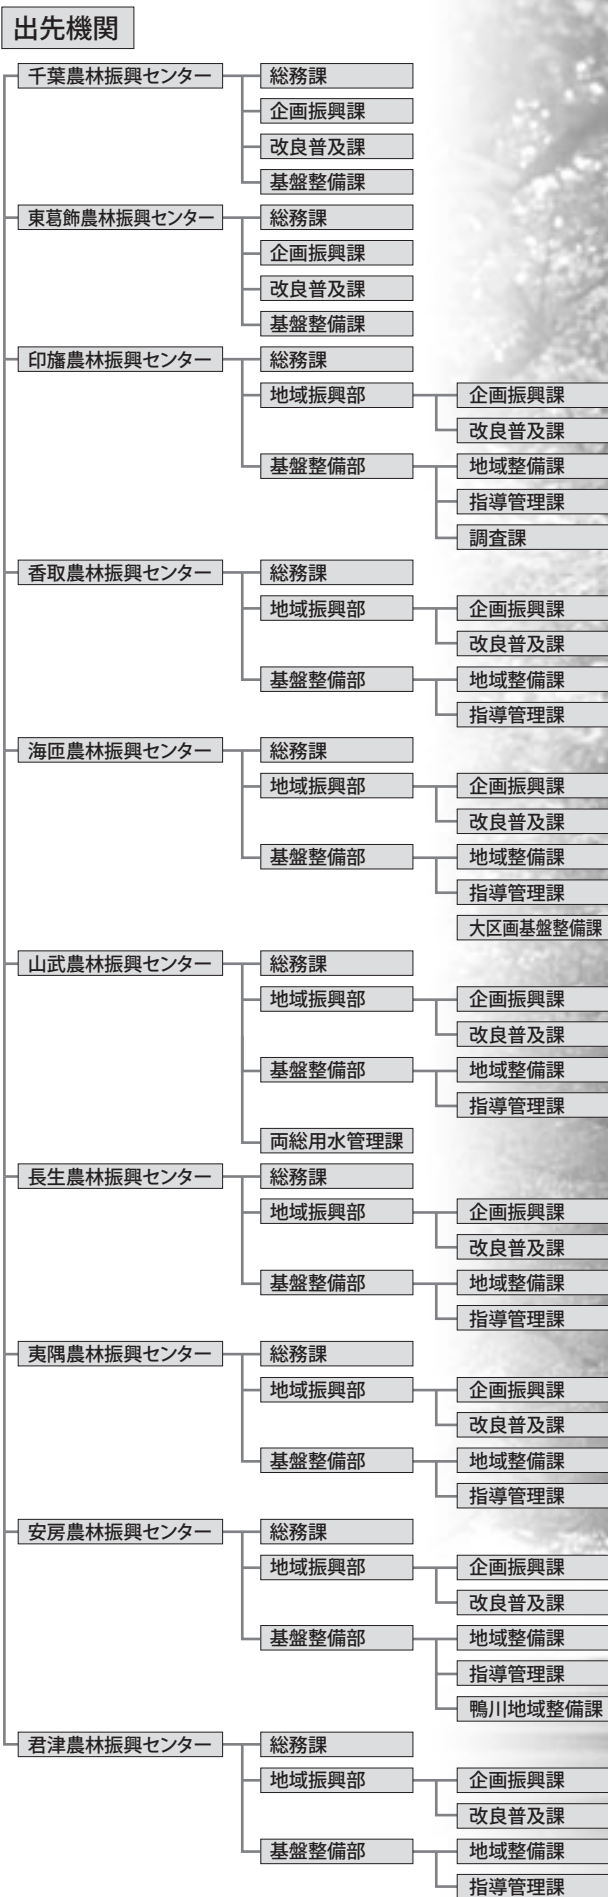 出先機関
千葉農林振興センター 総務課
企画振興課
改良普及課
基盤整備課
東葛飾農林振興センター 総務課
企画振興課
改良普及課
基盤整備課
印旛農林振興センター 総務課
地域振興部 企画振興課
改良普及課
基盤整備部 地域整備課
指導管理課
調査課
香取農林振興センター 総務課
地域振興部 企画振興課
改良普及課
基盤整備部 地域整備課
指導管理課
海匝農林振興センター 総務課
地域振興部 企画振興課
改良普及課
基盤整備部 地域整備課
指導管理課
大区画基盤整備課
山武農林振興センター 総務課
地域振興部 企画振興課
改良普及課
基盤整備部 地域整備課
指導管理課
両総用水管理課
長生農林振興センター 総務課
地域振興部 企画振興課
改良普及課
基盤整備部 地域整備課
指導管理課
夷隅農林振興センター 総務課
地域振興部 企画振興課
改良普及課
基盤整備部 地域整備課
指導管理課
安房農林振興センター 総務課
地域振興部 企画振興課
改良普及課
基盤整備部 地域整備課
指導管理課
鴨川地域整備課
君津農林振興センター 総務課
地域振興部 企画振興課
改良普及課
基盤整備部 地域整備課
指導管理課